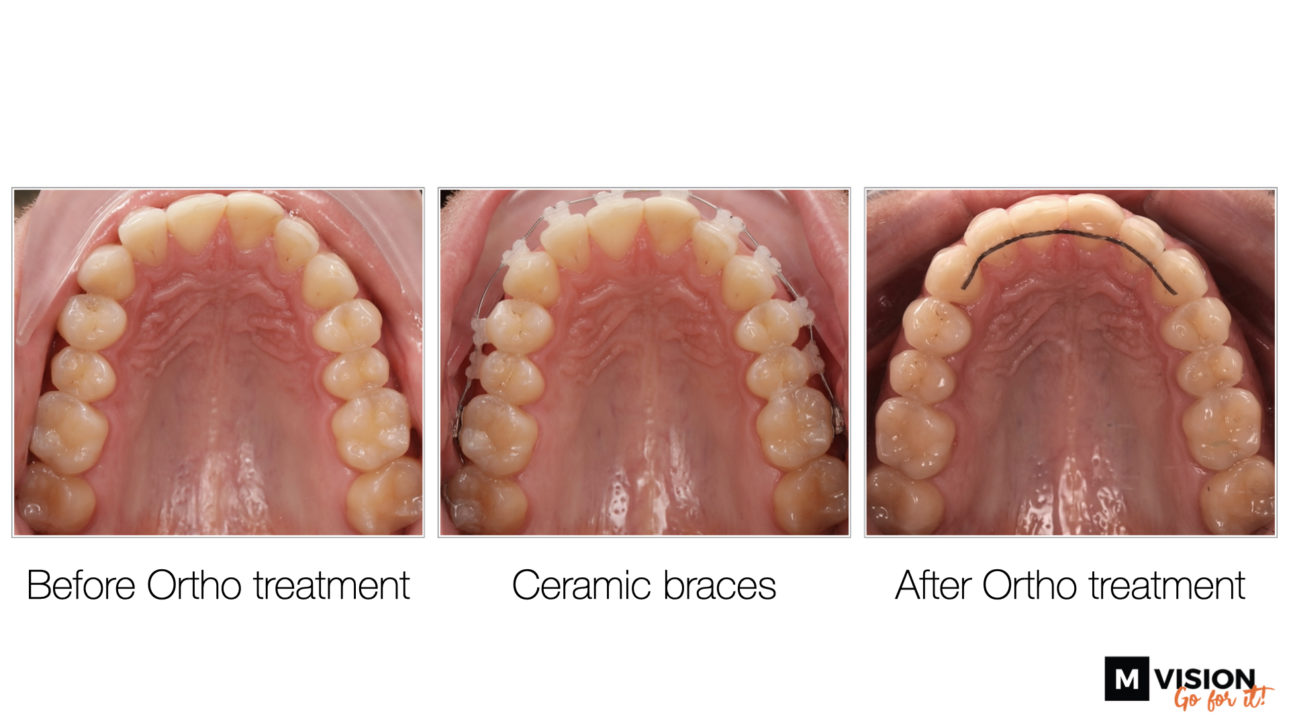 Before Ortho treatment
Ceramic braces
After Ortho treatment
M VISION
Go for it!